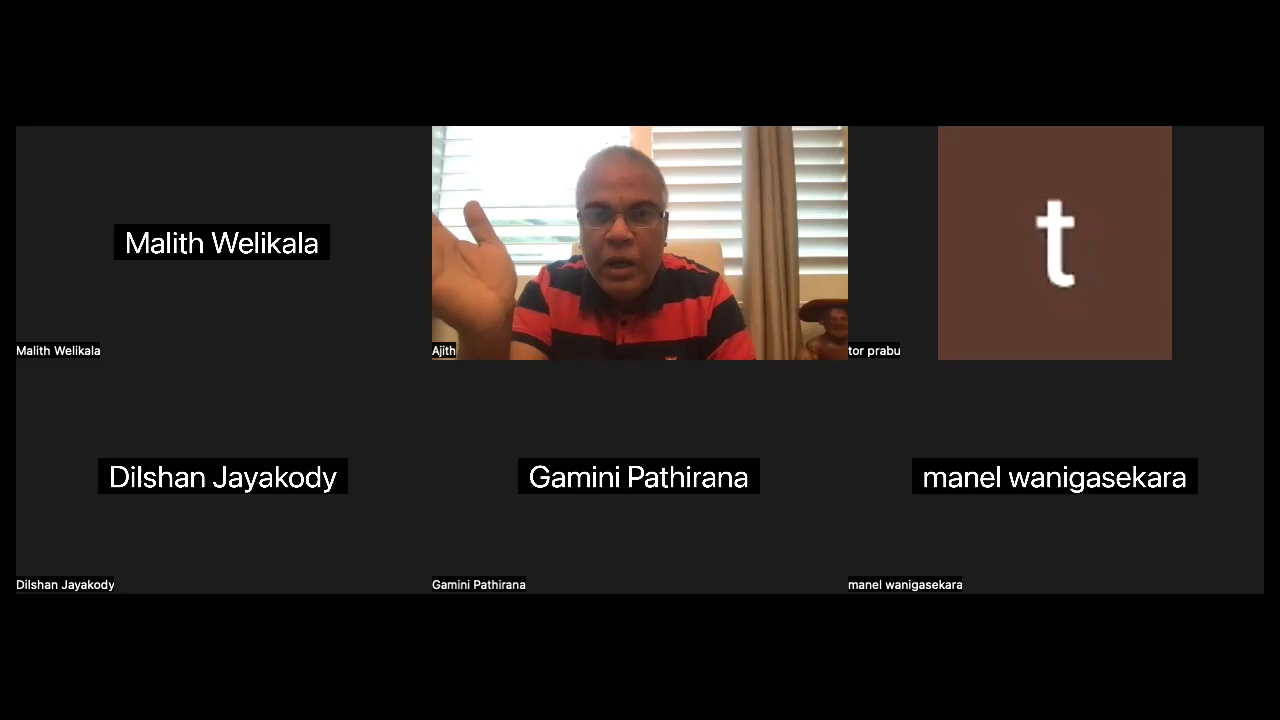 Malith Welikala
t
Malith Welikala
Ajith
tor prabu
Dilshan Jayakody
Gamini Pathirana
manel wanigasekara
Dilshan Jayakody
Gamini Pathirana
manel wanigasekara